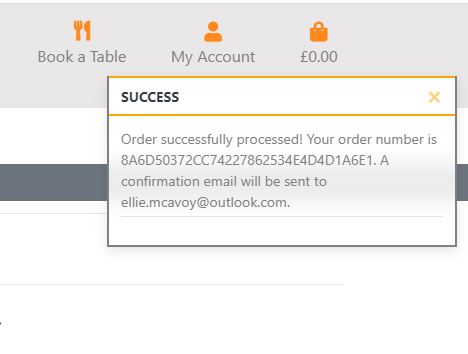 Book a Table
My Account
£0.00
SUCCESS
Order successfully processed! Your order number is
8A6D50372CC74227862534E4D4D1A6E1. A
confirmation email will be sent to
ellie.mcavoy@outlook.com.